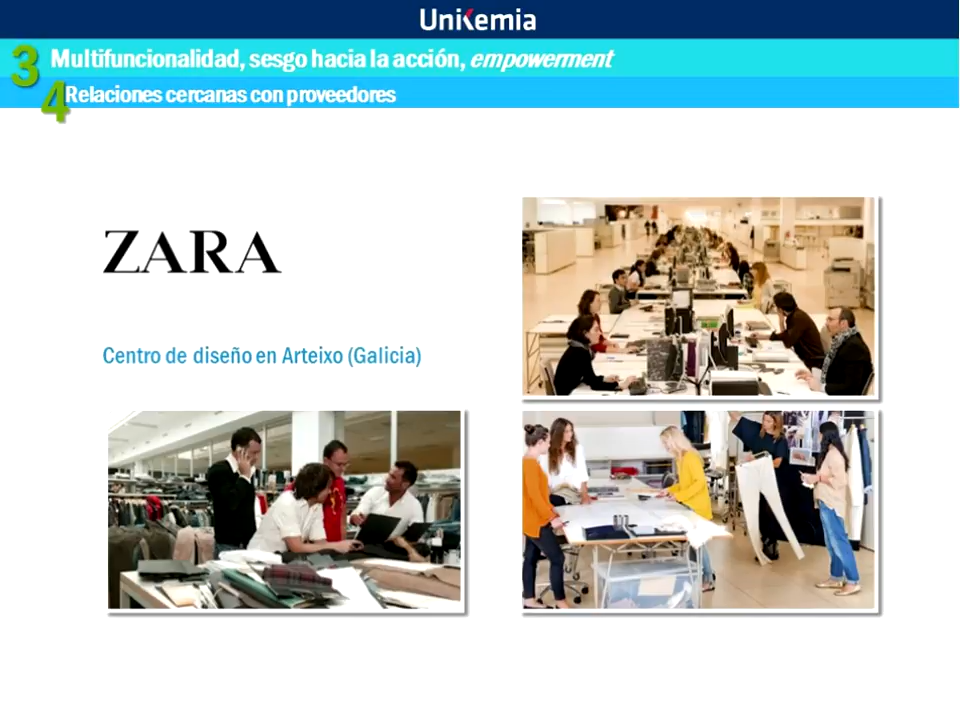 Unikemia
3 Multifuncionalidad, sesgo hacia la acción, empowerment
4 Relaciones cercanas con proveedores
ZARA
Centro de diseño en Arteixo (Galicia)